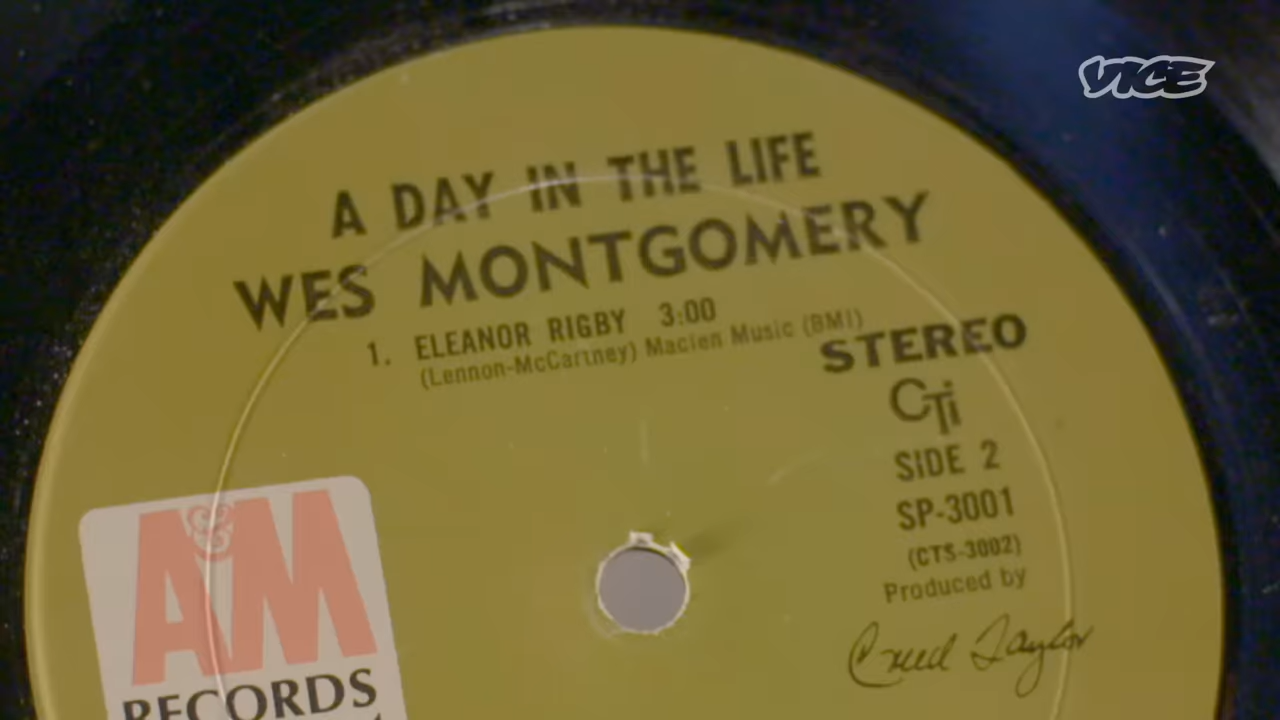 VICE
A DAY IN THE LIFE
WES MONTGOMERY
1. ELEANOR RIGBY 3:00
(Lennon-McCartney) Maclen Music (BMI)
STEREO
CTi
SIDE 2
SP-3001
(CTS-3002)
Produced by
Creed Taylor
AM
RECORDS